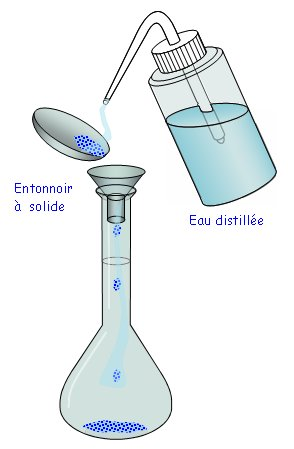 Entonnoir
à solide
Eau distillée